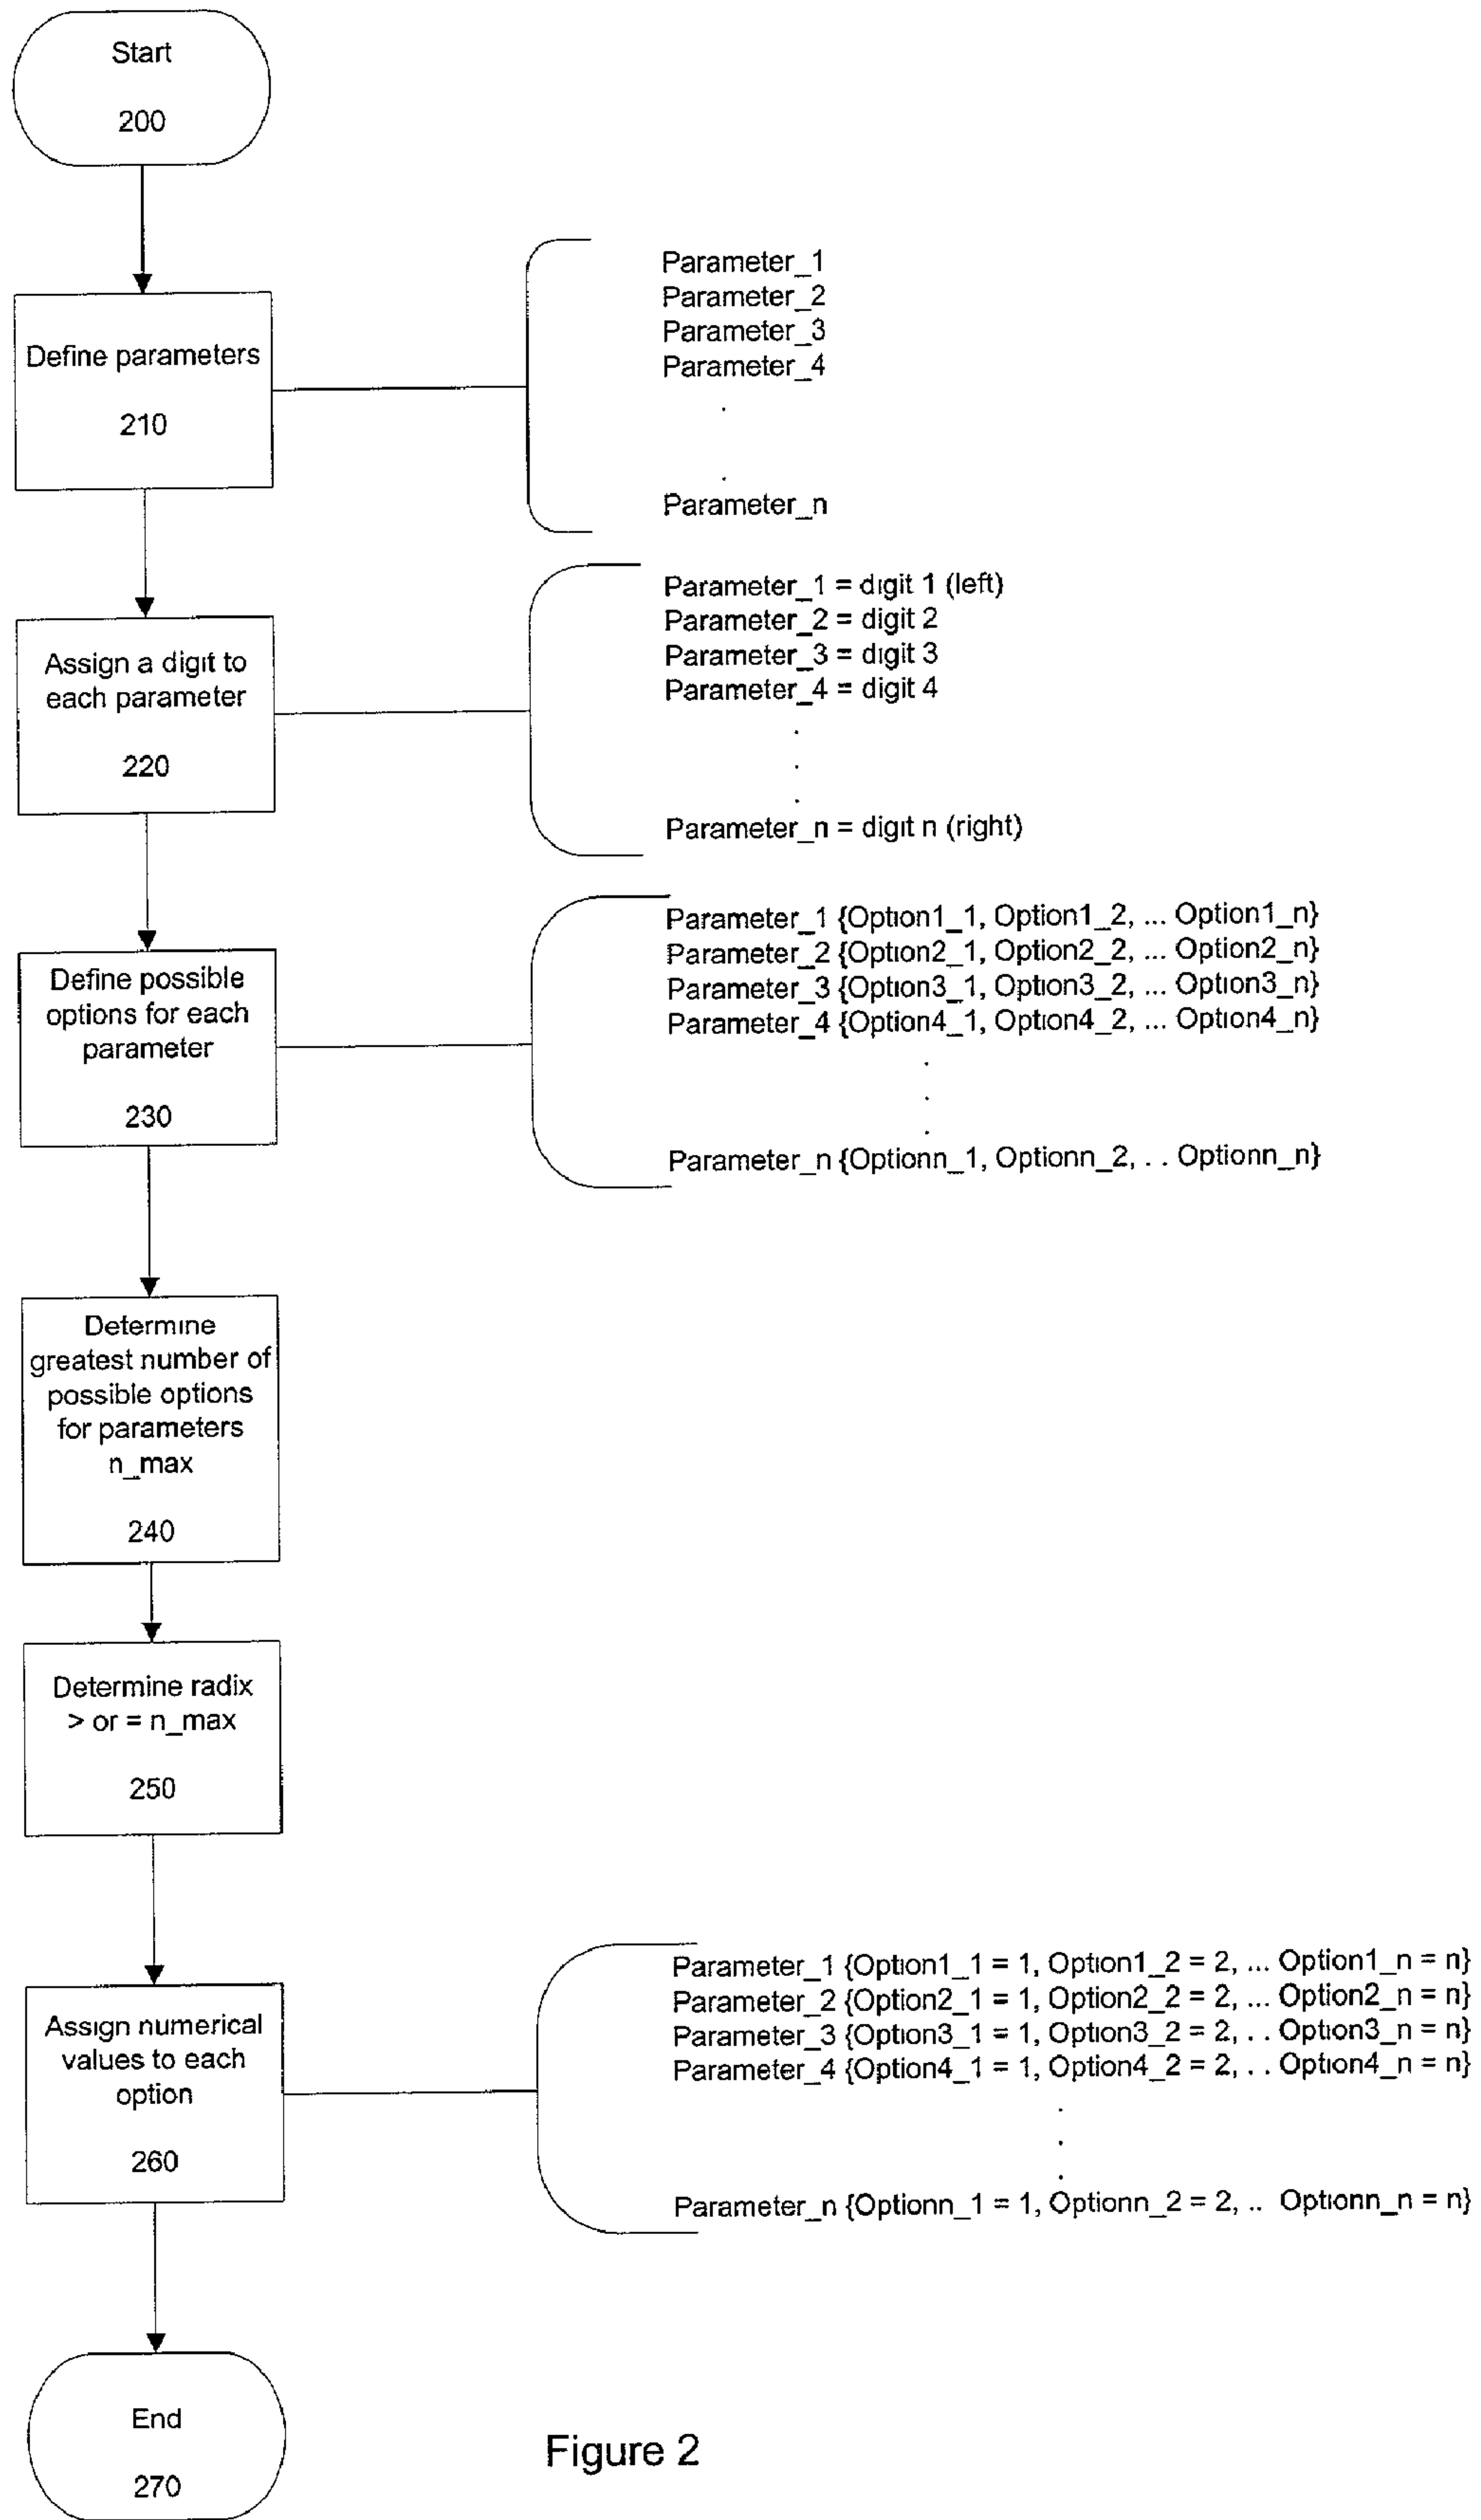 Start
200
Define parameters
210
Parameter_1
Parameter_2
Parameter_3
Parameter_4
.
.
Parameter_n
Assign a digit to
each parameter
220
Parameter_1 = digit 1 (left)
Parameter_2 = digit 2
Parameter_3 = digit 3
Parameter_4 = digit 4
.
.
.
Parameter_n = digit n (right)
Define possible
options for each
parameter
230
Parameter_1 {Option1_1, Option1_2, ... Option1_n}
Parameter_2 {Option2_1, Option2_2, ... Option2_n}
Parameter_3 {Option3_1, Option3_2, ... Option3_n}
Parameter_4 {Option4_1, Option4_2, ... Option4_n}
.
.
.
Parameter_n {Optionn_1, Optionn_2, . . Optionn_n}
Determine
greatest number of
possible options
for parameters
n_max
240
Determine radix
> or = n_max
250
Assign numerical
values to each
option
260
Parameter_1 {Option1_1 = 1, Option1_2 = 2, ... Option1_n = n}
Parameter_2 {Option2_1 = 1, Option2_2 = 2, ... Option2_n = n}
Parameter_3 {Option3_1 = 1, Option3_2 = 2, . . Option3_n = n}
Parameter_4 {Option4_1 = 1, Option4_2 = 2, . . Option4_n = n}
.
.
.
Parameter_n {Optionn_1 = 1, Optionn_2 = 2, .. Optionn_n = n}
End
270
Figure 2